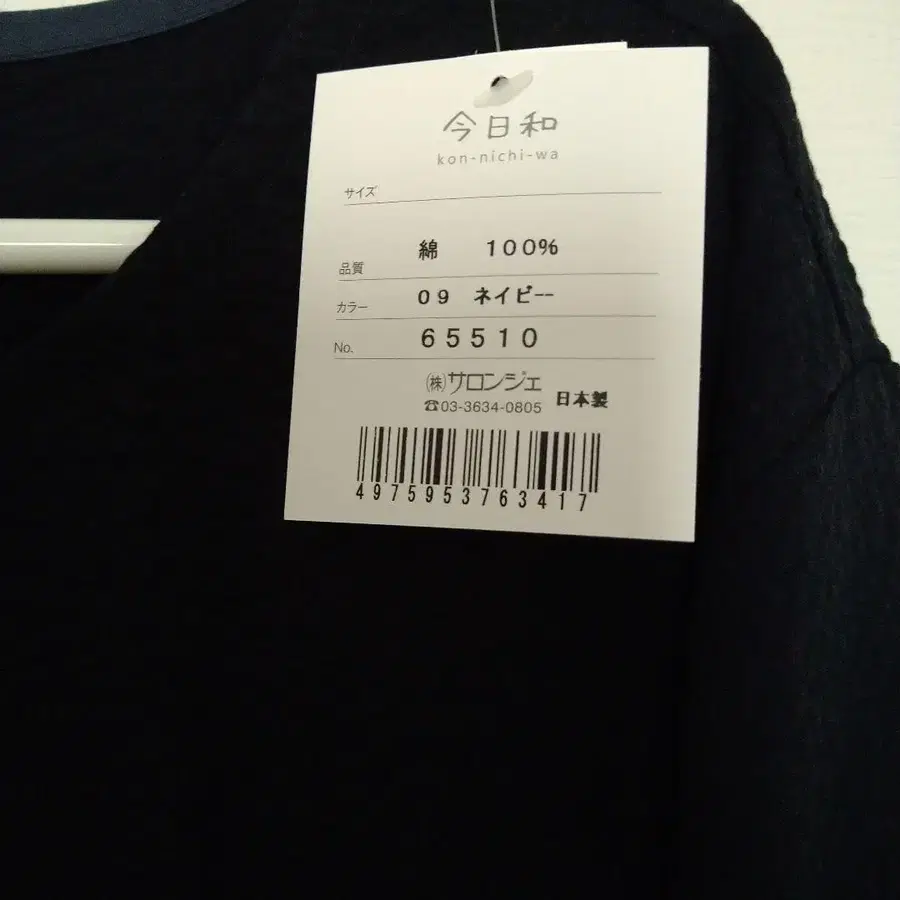 今日和
kon-nichi-wa
サイズ
品質 綿 100%
カラー 09 ネイビー
No. 65510
㈱サロンジェ
☎03-3634-0805 日本製
4975953763417